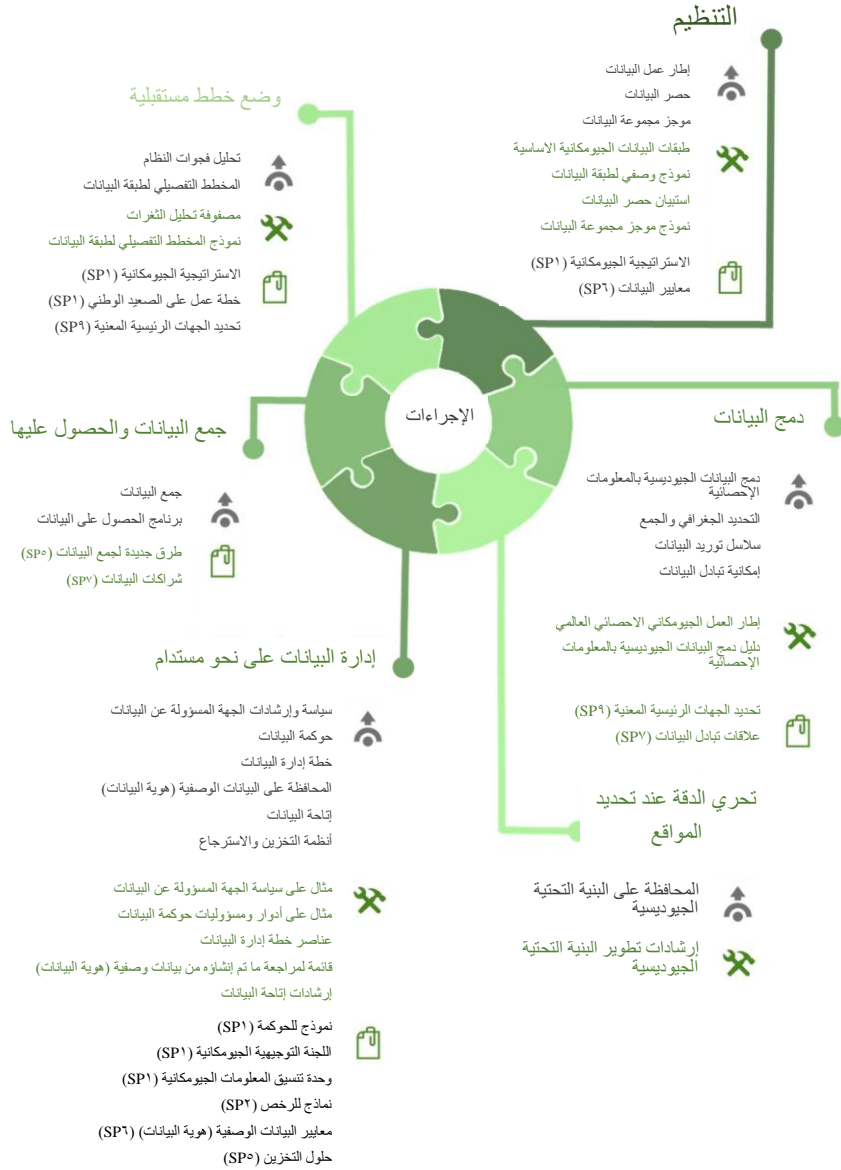 التنظيم
إطار عمل البيانات
حصر البيانات
موجز مجموعة البيانات
طبقات البيانات الجيومكانية الاساسية
نموذج وصفي لطبقة البيانات
استبيان حصر البيانات
نموذج موجز مجموعة البيانات
الاستراتيجية الجيومكانية (SP١)
معايير البيانات (SP٦)
وضع خطط مستقبلية
تحليل فجوات النظام
المخطط التفصيلي لطبقة البيانات
مصفوفة تحليل الثغرات
نموذج المخطط التفصيلي لطبقة البيانات
الاستراتيجية الجيومكانية (SP١)
خطة عمل على الصعيد الوطني (SP١)
تحديد الجهات الرئيسية المعنية (SP٩)
الإجراءات
دمج البيانات
دمج البيانات الجيوديسية بالمعلومات
الإحصائية
التحديد الجغرافي والجمع
سلاسل توريد البيانات
إمكانية تبادل البيانات
إطار العمل الجيومكاني الاحصائي العالمي
دليل دمج البيانات الجيوديسية بالمعلومات
الإحصائية
تحديد الجهات الرئيسية المعنية (SP٩)
علاقات تبادل البيانات (SP٧)
جمع البيانات والحصول عليها
جمع البيانات
برنامج الحصول على البيانات
طرق جديدة لجمع البيانات (SP٥)
شراكات البيانات (SP٧)
إدارة البيانات على نحو مستدام
سياسة وإرشادات الجهة المسؤولة عن البيانات
حوكمة البيانات
خطة إدارة البيانات
المحافظة على البيانات الوصفية (هوية البيانات)
إتاحة البيانات
أنظمة التخزين والاسترجاع
مثال على سياسة الجهة المسؤولة عن البيانات
مثال على أدوار ومسؤوليات حوكمة البيانات
عناصر خطة إدارة البيانات
قائمة لمراجعة ما تم إنشاؤه من بيانات وصفية (هوية البيانات)
إرشادات إتاحة البيانات
نموذج للحوكمة (SP١)
اللجنة التوجيهية الجيومكانية (SP١)
وحدة تنسيق المعلومات الجيومكانية (SP١)
نماذج للرخص (SP٢)
معايير البيانات الوصفية (هوية البيانات) (SP٦)
حلول التخزين (SP٥)
تحري الدقة عند تحديد
المواقع
المحافظة على البنية التحتية
الجيوديسية
إرشادات تطوير البنية التحتية
الجيوديسية